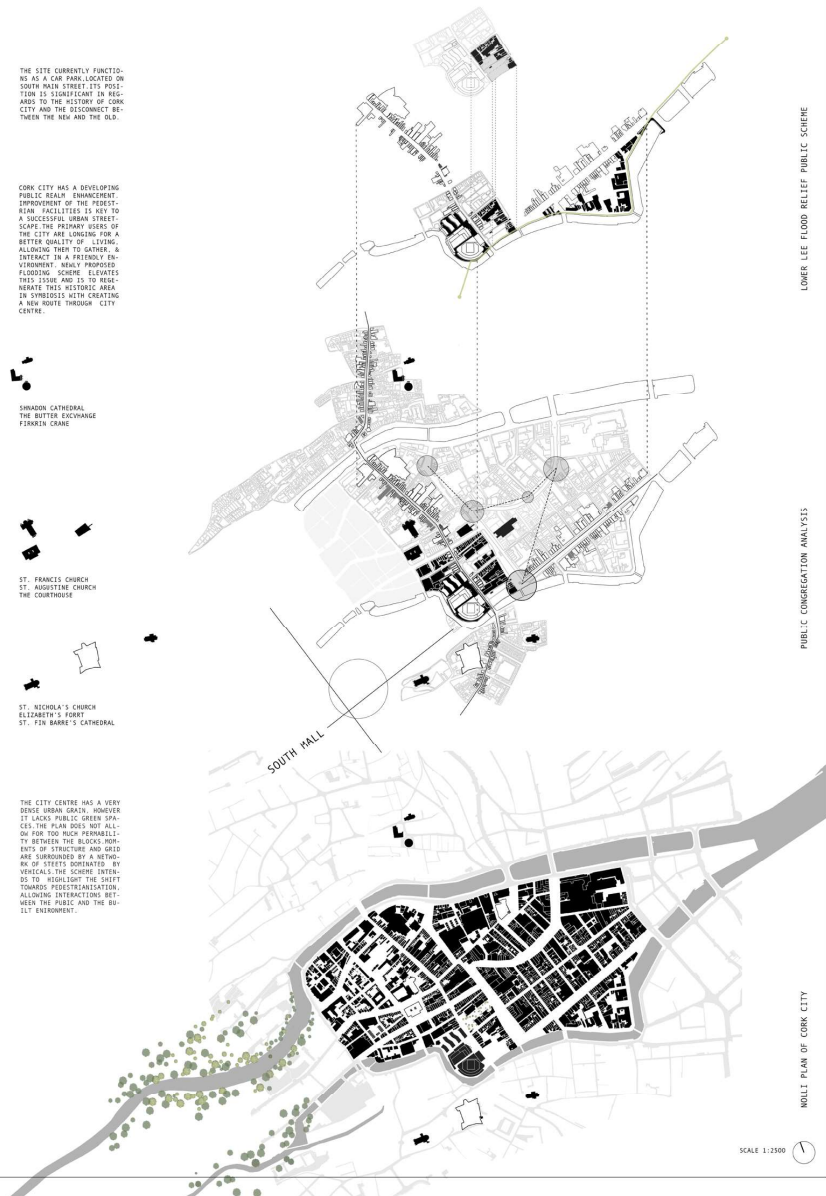 THE SITE CURRENTLY FUNCTIO-
NS AS A CAR PARK,LOCATED ON
SOUTH MAIN STREET.ITS POSI-
TION IS SIGNIFICANT IN REG-
ARDS TO THE HISTORY OF CORK
CITY AND THE DISCONNECT BE-
TWEEN THE NEW AND THE OLD.
CORK CITY HAS A DEVELOPING
PUBLIC REALM ENHANCEMENT.
IMPROVEMENT OF THE PEDEST-
RIAN FACILITIES IS KEY TO
A SUCCESSFUL URBAN STREET-
SCAPE.THE PRIMARY USERS OF
THE CITY ARE LONGING FOR A
BETTER QUALITY OF LIVING,
ALLOWING THEM TO GATHER, &
INTERACT IN A FRIENDLY EN-
VIRONMENT. NEWLY PROPOSED
FLOODING SCHEME ELEVATES
THIS ISSUE AND IS TO REGE-
NERATE THIS HISTORIC AREA
IN SYMBIOSIS WITH CREATING
A NEW ROUTE THROUGH CITY
CENTRE.
LOWER LEE FLOOD RELIEF PUBLIC SCHEME
SHNADON CATHEDRAL
THE BUTTER EXCVHANGE
FIRKRIN CRANE
ST. FRANCIS CHURCH
ST. AUGUSTINE CHURCH
THE COURTHOUSE
PUBLIC CONGREGATION ANALYSIS
ST. NICHOLA'S CHURCH
ELIZABETH'S FORRT
ST. FIN BARRE'S CATHEDRAL
SOUTH MALL
THE CITY CENTRE HAS A VERY
DENSE URBAN GRAIN, HOWEVER
IT LACKS PUBLIC GREEN SPA-
CES.THE PLAN DOES NOT ALL-
OW FOR TOO MUCH PERMABILI-
TY BETWEEN THE BLOCKS.MOM-
ENTS OF STRUCTURE AND GRID
ARE SURROUNDED BY A NETWO-
RK OF STEETS DOMINATED BY
VEHICALS.THE SCHEME INTEN-
DS TO HIGHLIGHT THE SHIFT
TOWARDS PEDESTRIANISATION,
ALLOWING INTERACTIONS BET-
WEEN THE PUBIC AND THE BU-
ILT ENIRONMENT.
NOLLI PLAN OF CORK CITY
SCALE 1:2500